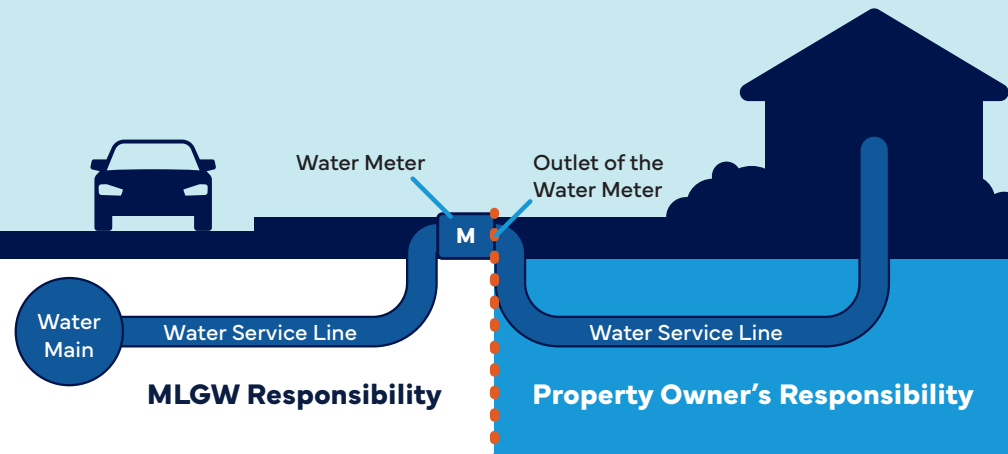 Water Meter
Outlet of the
Water Meter
M
Water
Main
Water Service Line
Water Service Line
MLGW Responsibility
Property Owner’s Responsibility